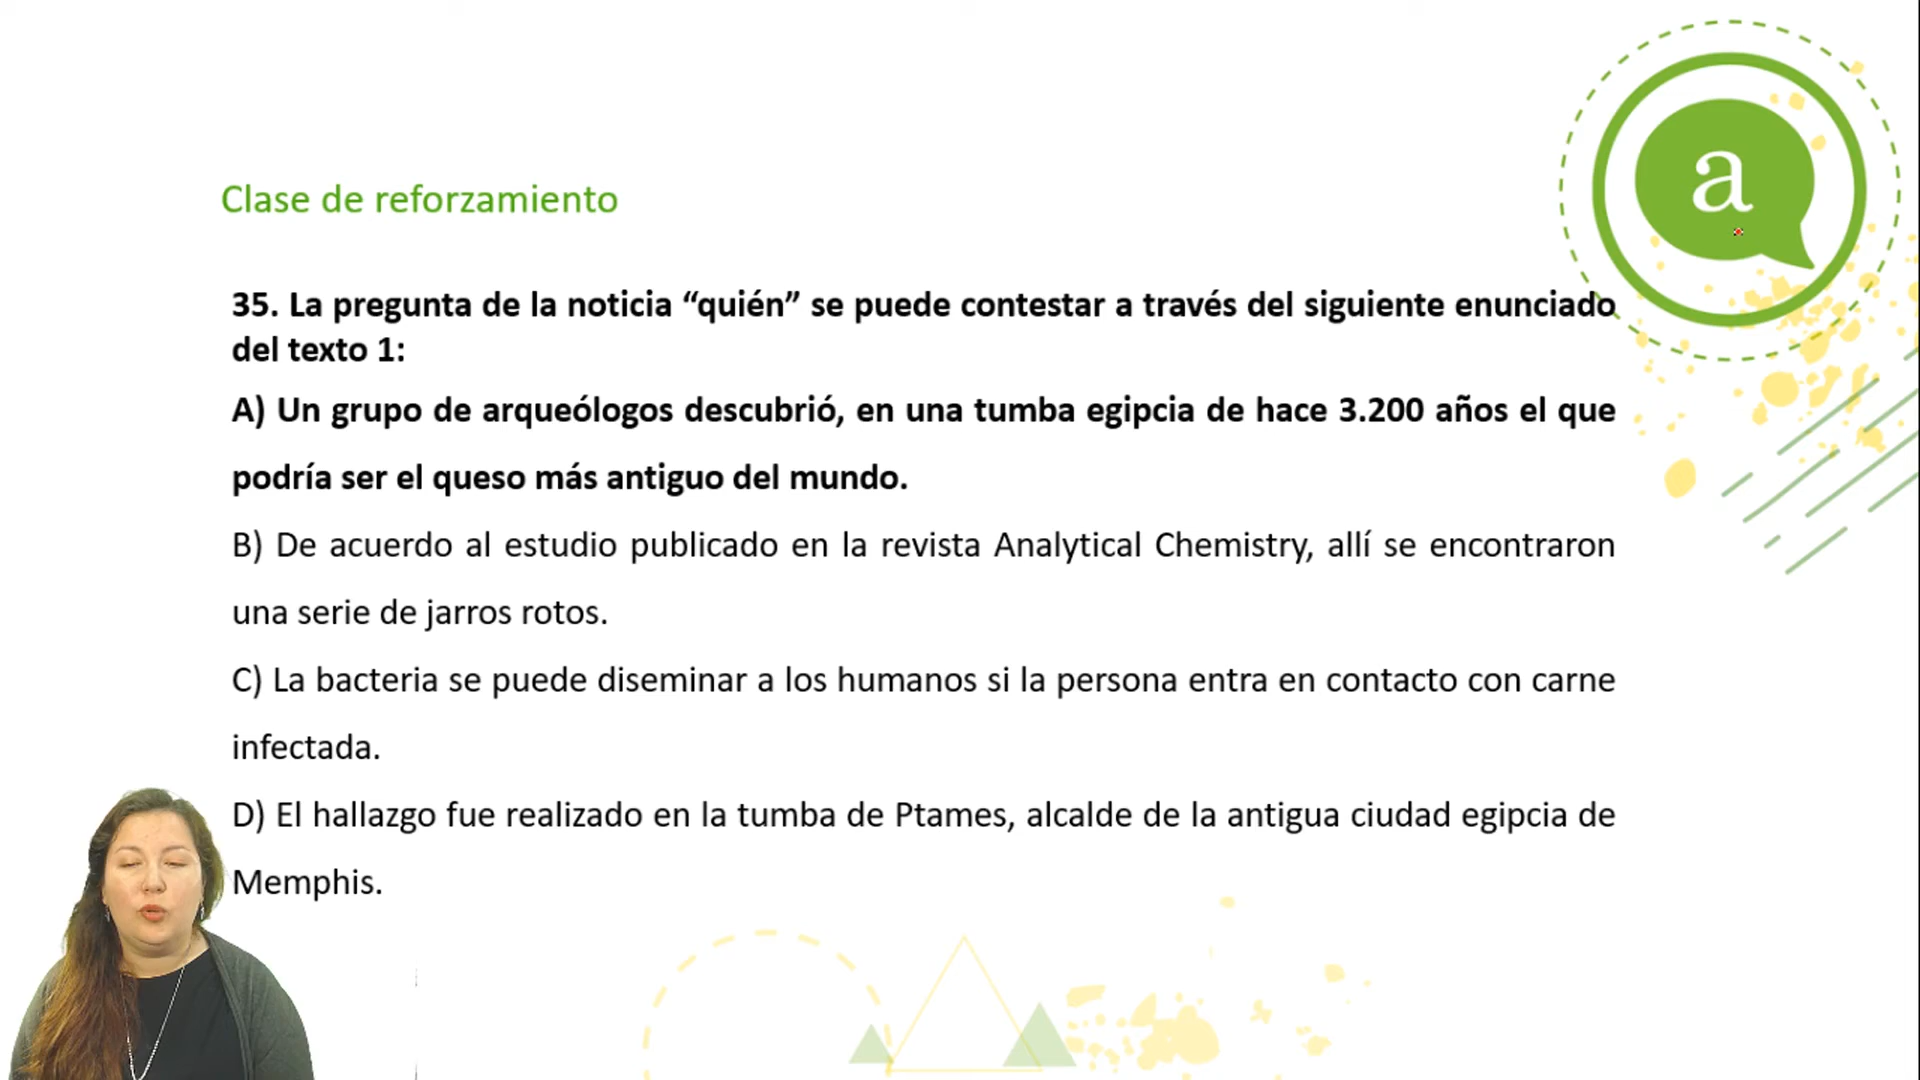 a
Clase de reforzamiento
35. La pregunta de la noticia “quién” se puede contestar a través del siguiente enunciado
del texto 1:
A) Un grupo de arqueólogos descubrió, en una tumba egipcia de hace 3.200 años el que
podría ser el queso más antiguo del mundo.
B) De acuerdo al estudio publicado en la revista Analytical Chemistry, allí se encontraron
una serie de jarros rotos.
C) La bacteria se puede diseminar a los humanos si la persona entra en contacto con carne
infectada.
D) El hallazgo fue realizado en la tumba de Ptames, alcalde de la antigua ciudad egipcia de
Memphis.